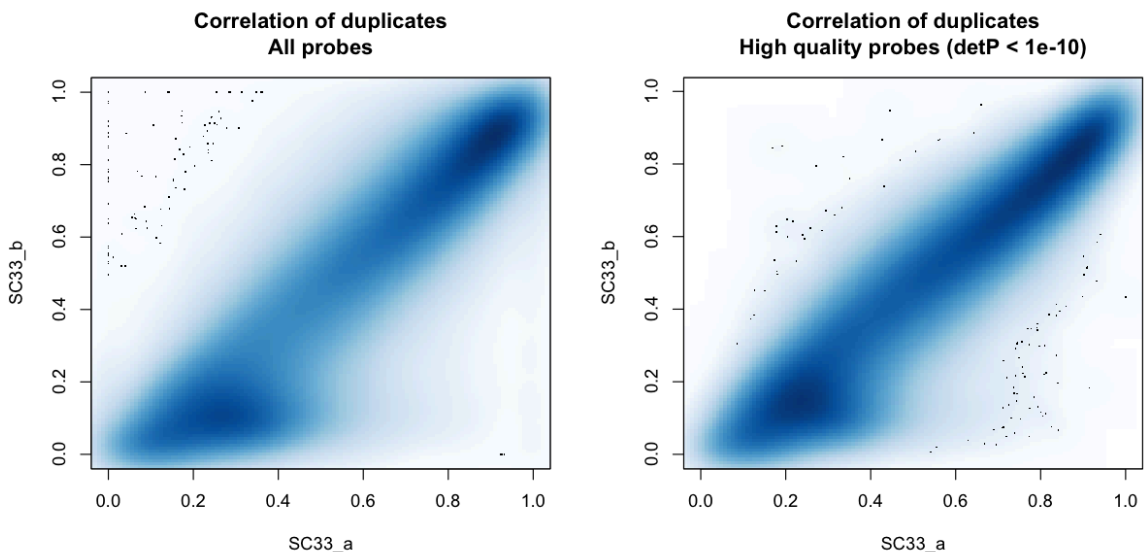 Correlation of duplicates
All probes
1.0
0.8
0.6
0.4
0.2
0.0
SC33_b
0.0 0.2 0.4 0.6 0.8 1.0
SC33_a
Correlation of duplicates
High quality probes (detP < 1e-10)
1.0
0.8
0.6
0.4
0.2
0.0
SC33_b
0.0 0.2 0.4 0.6 0.8 1.0
SC33_a